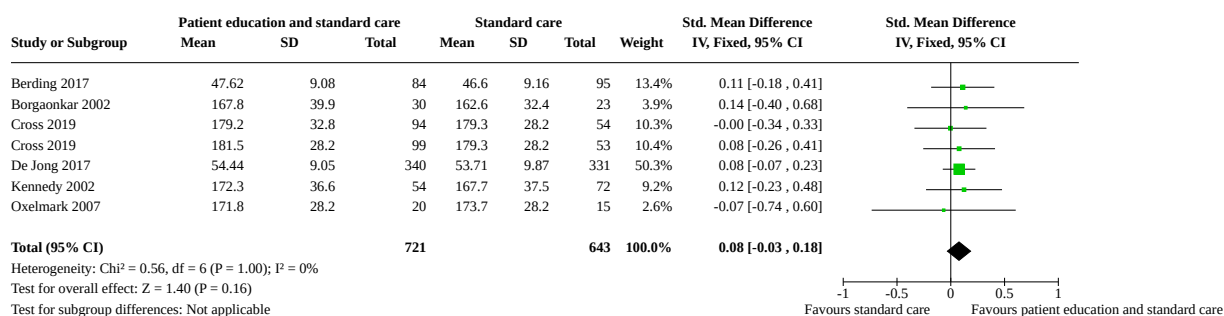 Patient education and standard care Standard care Std. Mean Difference Std. Mean Difference
Study or Subgroup Mean SD Total Mean SD Total Weight IV, Fixed, 95% CI IV, Fixed, 95% CI
Berding 2017 47.62 9.08 84 46.6 9.16 95 13.4% 0.11 [-0.18 , 0.41]
Borgaonkar 2002 167.8 39.9 30 162.6 32.4 23 3.9% 0.14 [-0.40 , 0.68]
Cross 2019 179.2 32.8 94 179.3 28.2 54 10.3% -0.00 [-0.34 , 0.33]
Cross 2019 181.5 28.2 99 179.3 28.2 53 10.4% 0.08 [-0.26 , 0.41]
De Jong 2017 54.44 9.05 340 53.71 9.87 331 50.3% 0.08 [-0.07 , 0.23]
Kennedy 2002 172.3 36.6 54 167.7 37.5 72 9.2% 0.12 [-0.23 , 0.48]
Oxelmark 2007 171.8 28.2 20 173.7 28.2 15 2.6% -0.07 [-0.74 , 0.60]
Total (95% CI) 721 643 100.0% 0.08 [-0.03 , 0.18]
Heterogeneity: Chi² = 0.56, df = 6 (P = 1.00); I² = 0%
Test for overall effect: Z = 1.40 (P = 0.16)
-1 -0.5 0 0.5 1
Test for subgroup differences: Not applicable Favours standard care Favours patient education and standard care